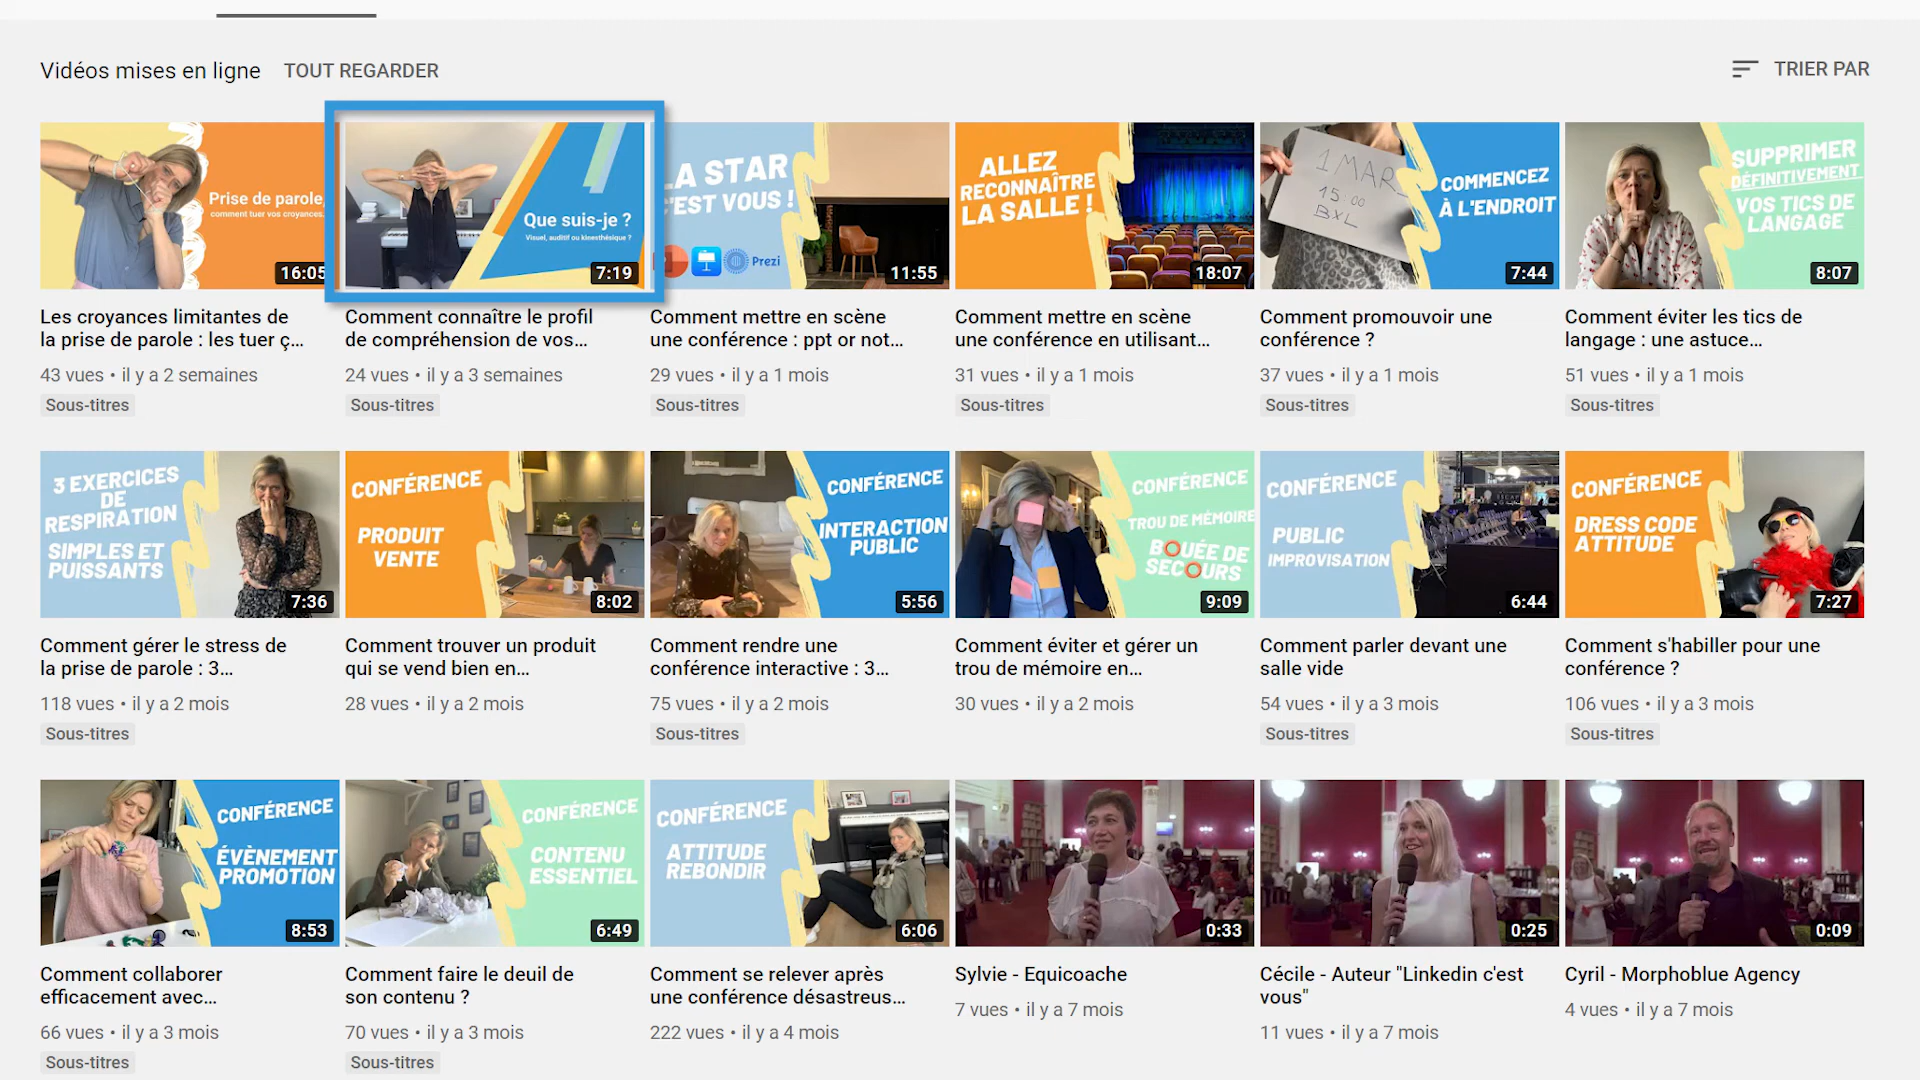 Vidéos mises en ligne
TOUT REGARDER
TRIER PAR
Prise de parole,
comment tuer vos croyances.
16:05
Que suis-je ?
Visuel, auditif ou kinesthésique ?
7:19
LA STAR
C'EST VOUS !
Prezi
11:55
ALLEZ
RECONNAÎTRE
LA SALLE !
18:07
1 MARS
15:00
BXL
COMMENCEZ
À L'ENDROIT
7:44
SUPPRIMER
DÉFINITIVEMENT
VOS TICS DE
LANGAGE
8:07
Les croyances limitantes de
la prise de parole : les tuer ç...
43 vues • il y a 2 semaines
Sous-titres
Comment connaître le profil
de compréhension de vos...
24 vues • il y a 3 semaines
Sous-titres
Comment mettre en scène
une conférence : ppt or not...
29 vues • il y a 1 mois
Sous-titres
Comment mettre en scène
une conférence en utilisant...
31 vues • il y a 1 mois
Sous-titres
Comment promouvoir une
conférence ?
37 vues • il y a 1 mois
Sous-titres
Comment éviter les tics de
langage : une astuce...
51 vues • il y a 1 mois
Sous-titres
3 EXERCICES
DE
RESPIRATION
SIMPLES ET
PUISSANTS
7:36
CONFÉRENCE
PRODUIT
VENTE
8:02
CONFÉRENCE
INTERACTION
PUBLIC
5:56
CONFÉRENCE
TROU DE MÉMOIRE
BOUÉE DE
SECOURS
9:09
CONFÉRENCE
PUBLIC
IMPROVISATION
6:44
CONFÉRENCE
DRESS CODE
ATTITUDE
7:27
Comment gérer le stress de
la prise de parole : 3...
118 vues • il y a 2 mois
Sous-titres
Comment trouver un produit
qui se vend bien en...
28 vues • il y a 2 mois
Comment rendre une
conférence interactive : 3...
75 vues • il y a 2 mois
Sous-titres
Comment éviter et gérer un
trou de mémoire en...
30 vues • il y a 2 mois
Comment parler devant une
salle vide
54 vues • il y a 3 mois
Sous-titres
Comment s'habiller pour une
conférence ?
106 vues • il y a 3 mois
Sous-titres
CONFÉRENCE
ÉVÈNEMENT
PROMOTION
8:53
CONFÉRENCE
CONTENU
ESSENTIEL
6:49
CONFÉRENCE
ATTITUDE
REBONDIR
6:06
0:33
0:25
0:09
Comment collaborer
efficacement avec...
66 vues • il y a 3 mois
Sous-titres
Comment faire le deuil de
son contenu ?
70 vues • il y a 3 mois
Sous-titres
Comment se relever après
une conférence désastreus...
222 vues • il y a 4 mois
Sylvie - Equicoache
7 vues • il y a 7 mois
Cécile - Auteur "Linkedin c'est
vous"
11 vues • il y a 7 mois
Cyril - Morphoblue Agency
4 vues • il y a 7 mois